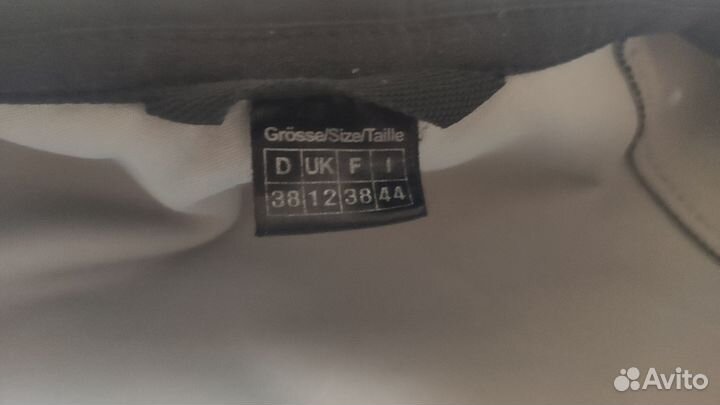 Grösse/Size/Taille
D UK F I
38 12 38 44
Avito